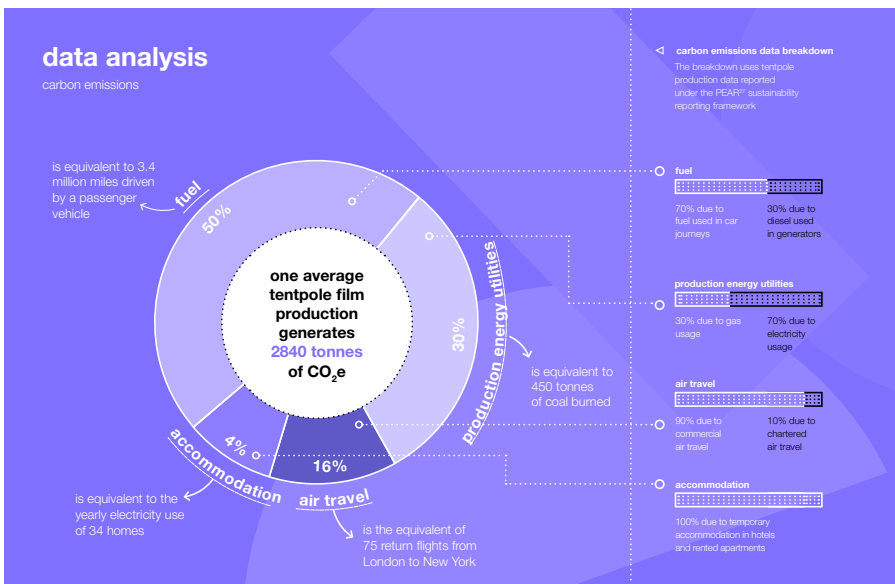 data analysis
carbon emissions
carbon emissions data breakdown
The breakdown uses tentpole
production data reported
under the PEAR²⁷ sustainability
reporting framework
is equivalent to 3.4
million miles driven
by a passenger
vehicle
fuel
50%
one average
tentpole film
production
generates
2840 tonnes
of CO₂e
production energy utilities
30%
is equivalent to
450 tonnes
of coal burned
accommodation
4%
is equivalent to the
yearly electricity use
of 34 homes
16%
air travel
is the equivalent of
75 return flights from
London to New York
fuel
70% due to
fuel used in car
journeys
30% due to
diesel used
in generators
production energy utilities
30% due to gas
usage
70% due to
electricity
usage
air travel
90% due to
commercial
air travel
10% due to
chartered
air travel
accommodation
100% due to temporary
accommodation in hotels
and rented apartments